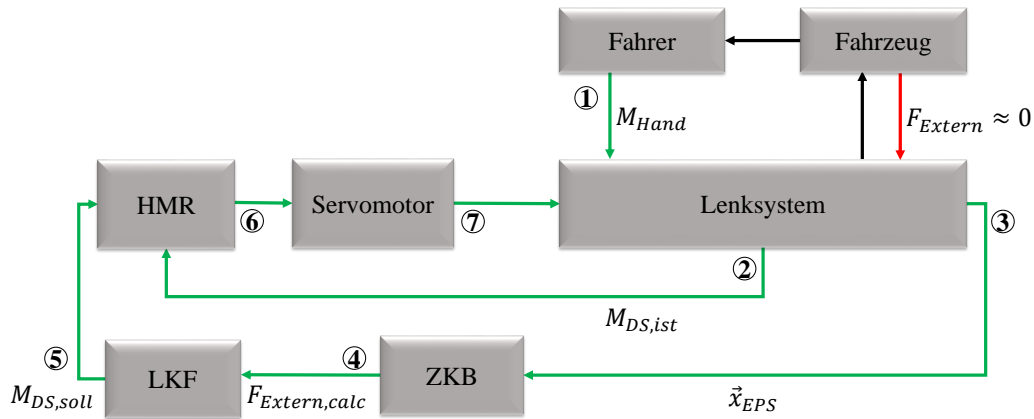 Fahrer
Fahrzeug
①
M_Hand
F_Extern ≈ 0
HMR
⑥
Servomotor
⑦
Lenksystem
③
②
M_DS,ist
⑤
LKF
④
ZKB
M_DS,soll
F_Extern,calc
x⃗_EPS